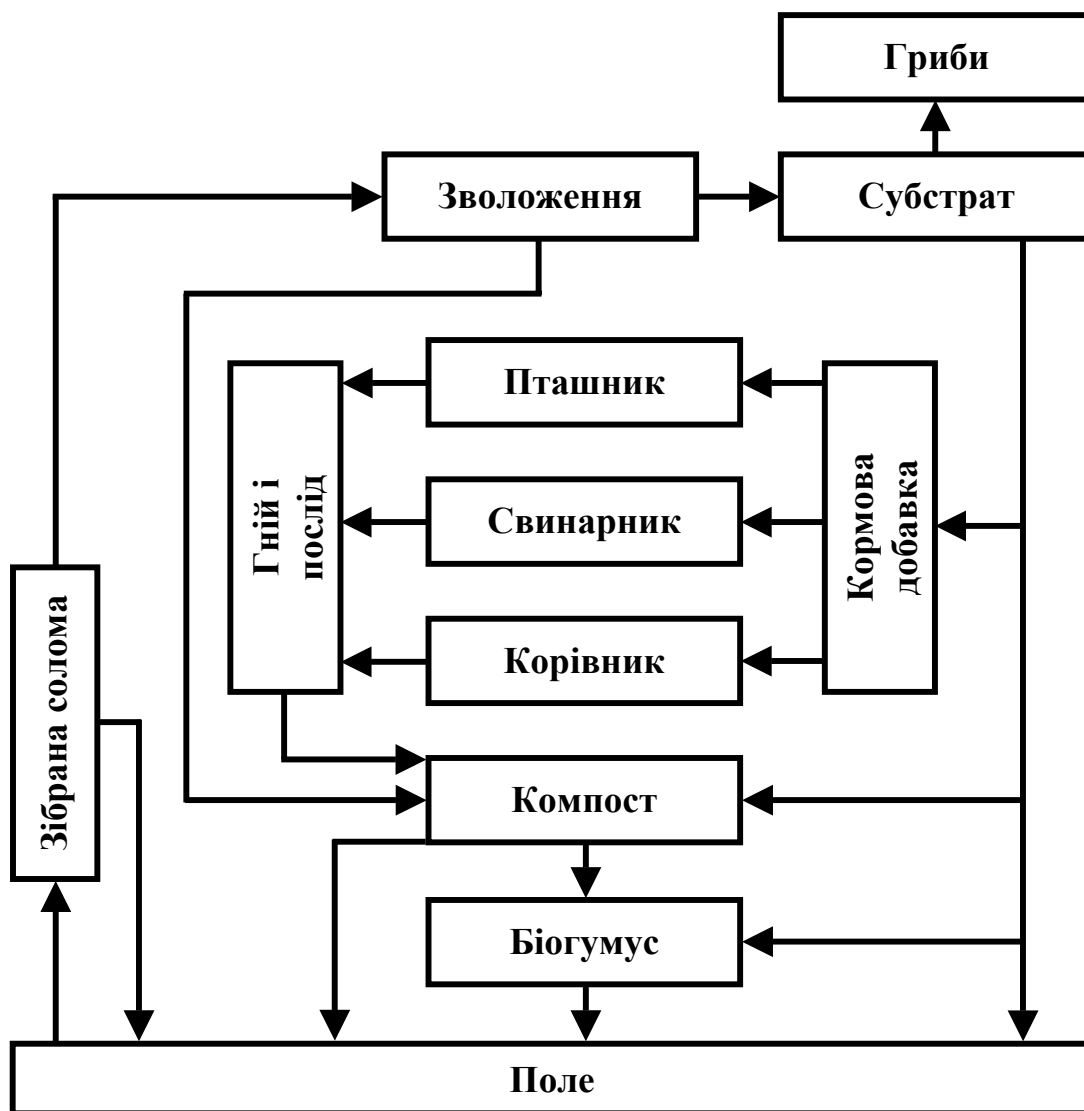 Гриби
Зволоження
Субстрат
Пташник
Гній і
послід
Свинарник
Кормова
добавка
Корівник
Зібрана солома
Компост
Біогумус
Поле